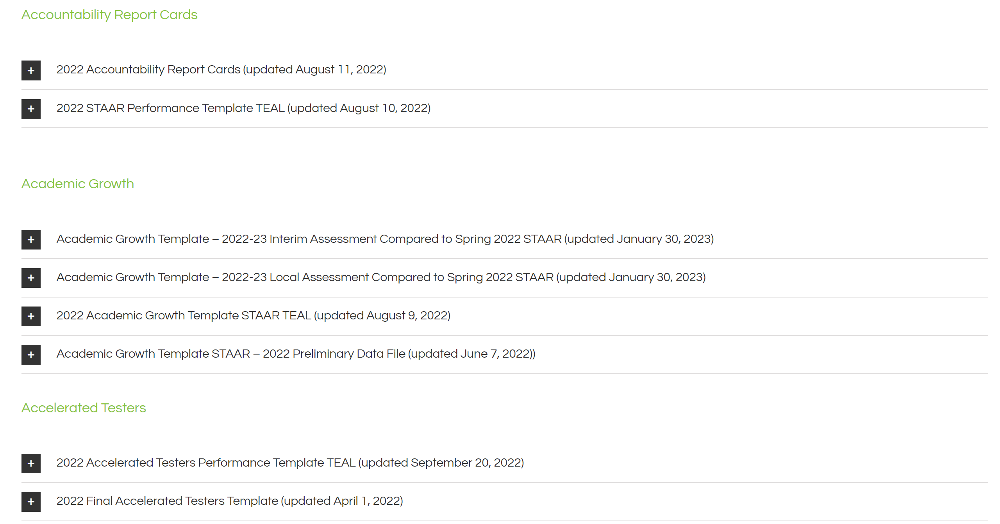 Accountability Report Cards
+ 2022 Accountability Report Cards (updated August 11, 2022)
+ 2022 STAAR Performance Template TEAL (updated August 10, 2022)
Academic Growth
+ Academic Growth Template – 2022-23 Interim Assessment Compared to Spring 2022 STAAR (updated January 30, 2023)
+ Academic Growth Template – 2022-23 Local Assessment Compared to Spring 2022 STAAR (updated January 30, 2023)
+ 2022 Academic Growth Template STAAR TEAL (updated August 9, 2022)
+ Academic Growth Template STAAR – 2022 Preliminary Data File (updated June 7, 2022))
Accelerated Testers
+ 2022 Accelerated Testers Performance Template TEAL (updated September 20, 2022)
+ 2022 Final Accelerated Testers Template (updated April 1, 2022)